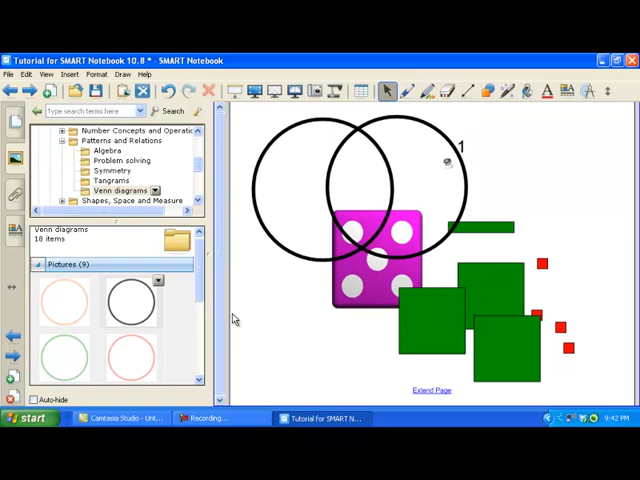 Tutorial for SMART Notebook 10.8 * - SMART Notebook
File Edit View Insert Format Draw Help
Type search terms here
Search
Number Concepts and Operatio
Patterns and Relations
Algebra
Problem solving
Symmetry
Tangrams
Venn diagrams
Shapes, Space and Measure
Venn diagrams
18 items
Pictures (9)
Auto-hide
1
Extend Page
start
Camtasia Studio - Unt...
Recording...
Tutorial for SMART N...
9:42 PM